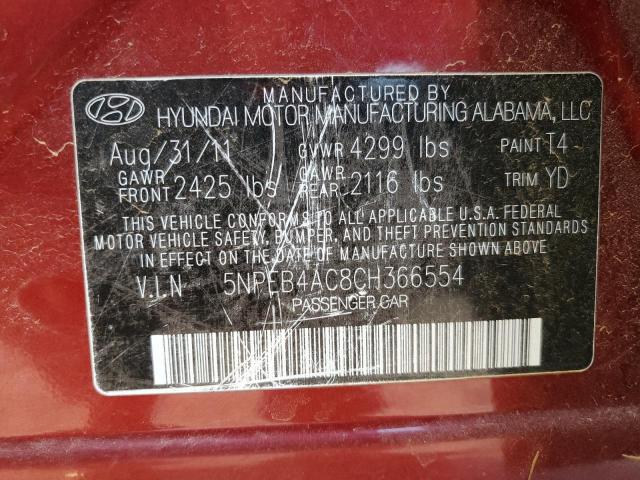 MANUFACTURED BY
HYUNDAI MOTOR MANUFACTURING ALABAMA, LLC
Aug/31/11 GVWR 4299 lbs PAINT T4
GAWR FRONT 2425 lbs GAWR REAR 2116 lbs TRIM YD
THIS VEHICLE CONFORMS TO ALL APPLICABLE U.S.A. FEDERAL
MOTOR VEHICLE SAFETY, BUMPER, AND THEFT PREVENTION STANDARDS
IN EFFECT ON THE DATE OF MANUFACTURE SHOWN ABOVE.
V.I.N 5NPEB4AC8CH366554
PASSENGER CAR